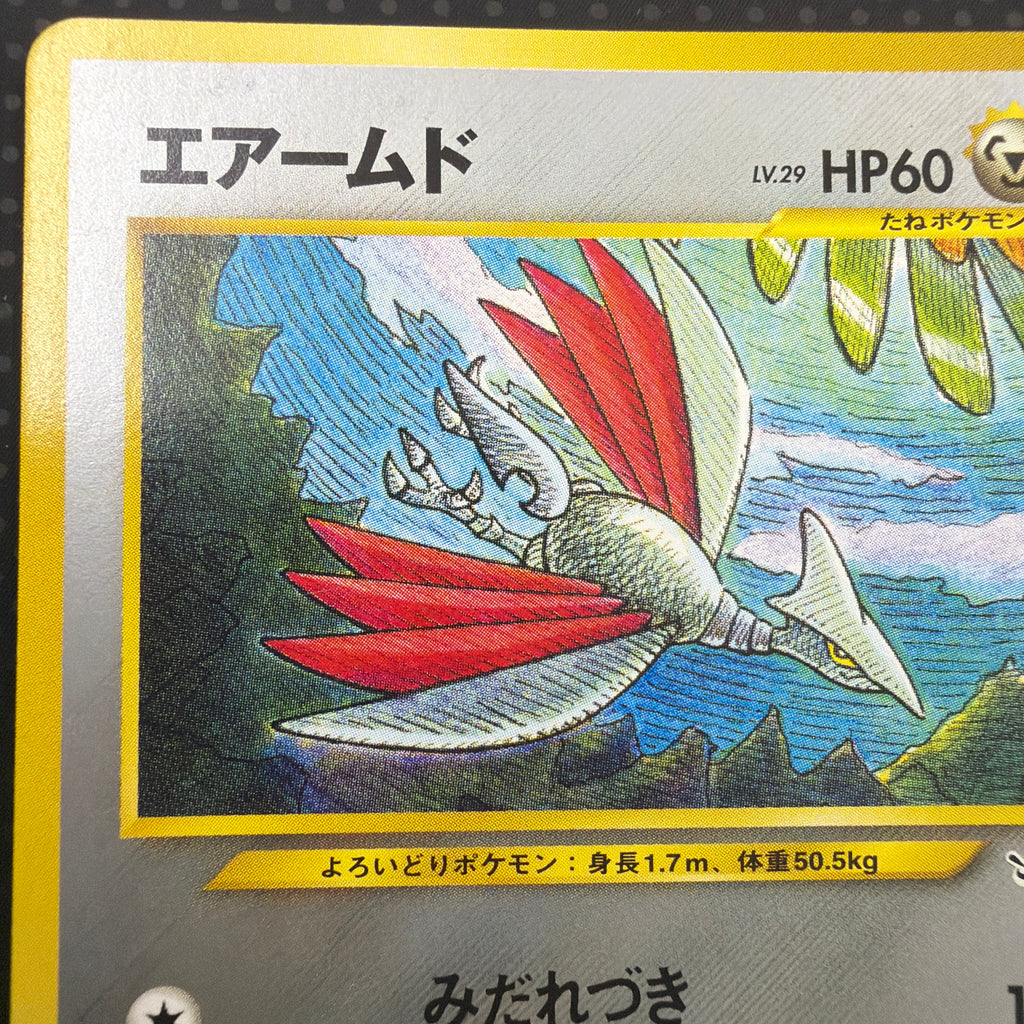 エアームド LV.29 HP60
たねポケモン
よろいどりポケモン：身長1.7m、体重50.5kg
みだれづき 1